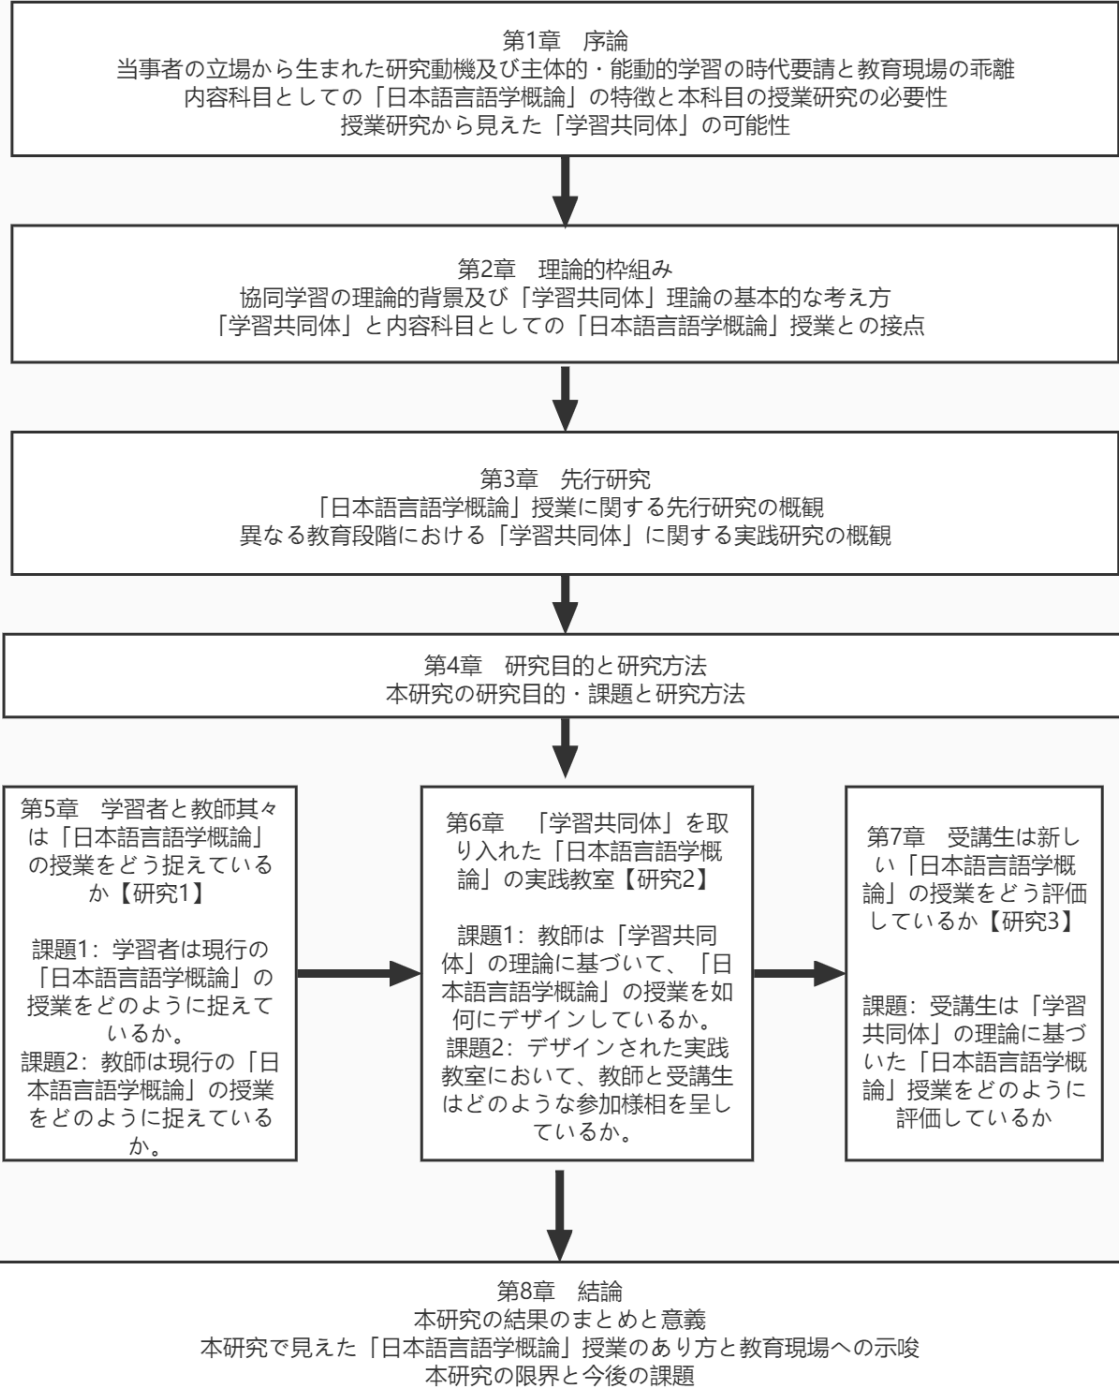 第1章　序論
当事者の立場から生まれた研究動機及び主体的・能動的学習の時代要請と教育現場の乖離
内容科目としての「日本語言語学概論」の特徴と本科目の授業研究の必要性
授業研究から見えた「学習共同体」の可能性
第2章　理論的枠組み
協同学習の理論的背景及び「学習共同体」理論の基本的な考え方
「学習共同体」と内容科目としての「日本語言語学概論」授業との接点
第3章　先行研究
「日本語言語学概論」授業に関する先行研究の概観
異なる教育段階における「学習共同体」に関する実践研究の概観
第4章　研究目的と研究方法
本研究の研究目的・課題と研究方法
第5章　学習者と教師其々
は「日本語言語学概論」
の授業をどう捉えている
か【研究1】
課題1：学習者は現行の
「日本語言語学概論」の
授業をどのように捉えて
いるか。
課題2：教師は現行の「日
本語言語学概論」の授業
をどのように捉えている
か。
第6章　「学習共同体」を取
り入れた「日本語言語学概
論」の実践教室【研究2】
課題1：教師は「学習共同
体」の理論に基づいて、「日
本語言語学概論」の授業を如
何にデザインしているか。
課題2：デザインされた実践
教室において、教師と受講生
はどのような参加様相を呈し
ているか。
第7章　受講生は新し
い「日本語言語学概
論」の授業をどう評価
しているか【研究3】
課題：受講生は「学習
共同体」の理論に基づ
いた「日本語言語学概
論」授業をどのように
評価しているか
第8章　結論
本研究の結果のまとめと意義
本研究で見えた「日本語言語学概論」授業のあり方と教育現場への示唆
本研究の限界と今後の課題